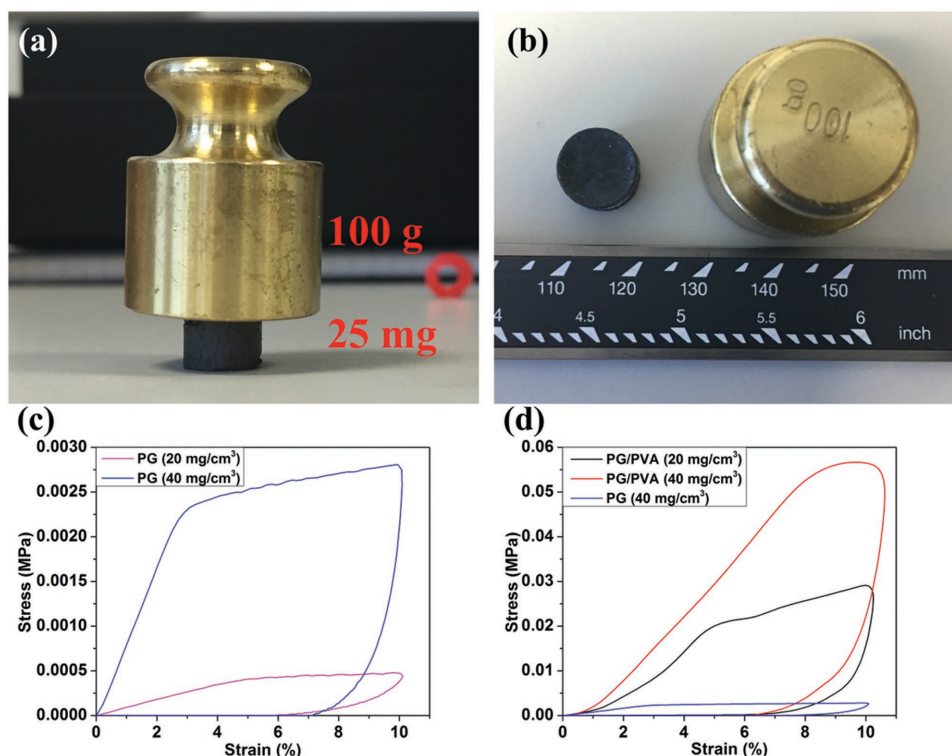 (a)
100 g
25 mg
(b)
100
g
110 120 130 140 150 mm
4 4.5 5 5.5 6 inch
(c)
0.0030
0.0025
0.0020
0.0015
0.0010
0.0005
0.0000
Stress (MPa)
PG (20 mg/cm³)
PG (40 mg/cm³)
0 2 4 6 8 10
Strain (%)
(d)
0.06
0.05
0.04
0.03
0.02
0.01
0.00
Stress (MPa)
PG/PVA (20 mg/cm³)
PG/PVA (40 mg/cm³)
PG (40 mg/cm³)
0 2 4 6 8 10
Strain (%)